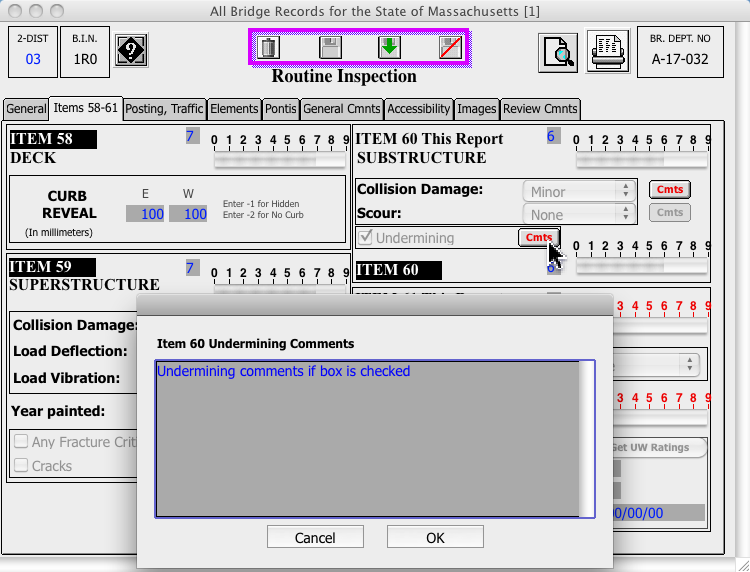 All Bridge Records for the State of Massachusetts [1]
2-DIST
03
B.I.N.
1R0
?
Routine Inspection
BR. DEPT. NO
A-17-032
General
Items 58-61
Posting, Traffic
Elements
Pontis
General Cmnts
Accessibility
Images
Review Cmnts
ITEM 58
DECK
7
0 1 2 3 4 5 6 7 8 9
CURB
REVEAL
(In millimeters)
E W
100 100
Enter -1 for Hidden
Enter -2 for No Curb
ITEM 59
SUPERSTRUCTURE
7
0 1 2 3 4 5 6 7 8 9
Collision Damage:
Load Deflection:
Load Vibration:
Year painted:
Any Fracture Crit
Cracks
ITEM 60 This Report
SUBSTRUCTURE
6
0 1 2 3 4 5 6 7 8 9
Collision Damage:
Minor
Cmts
Scour:
None
Cmts
Undermining
Cmts
0 1 2 3 4 5 6 7 8 9
ITEM 60
6
3 4 5 6 7 8 9
3 4 5 6 7 8 9
Get UW Ratings
00/00/00
Item 60 Undermining Comments
Undermining comments if box is checked
Cancel
OK